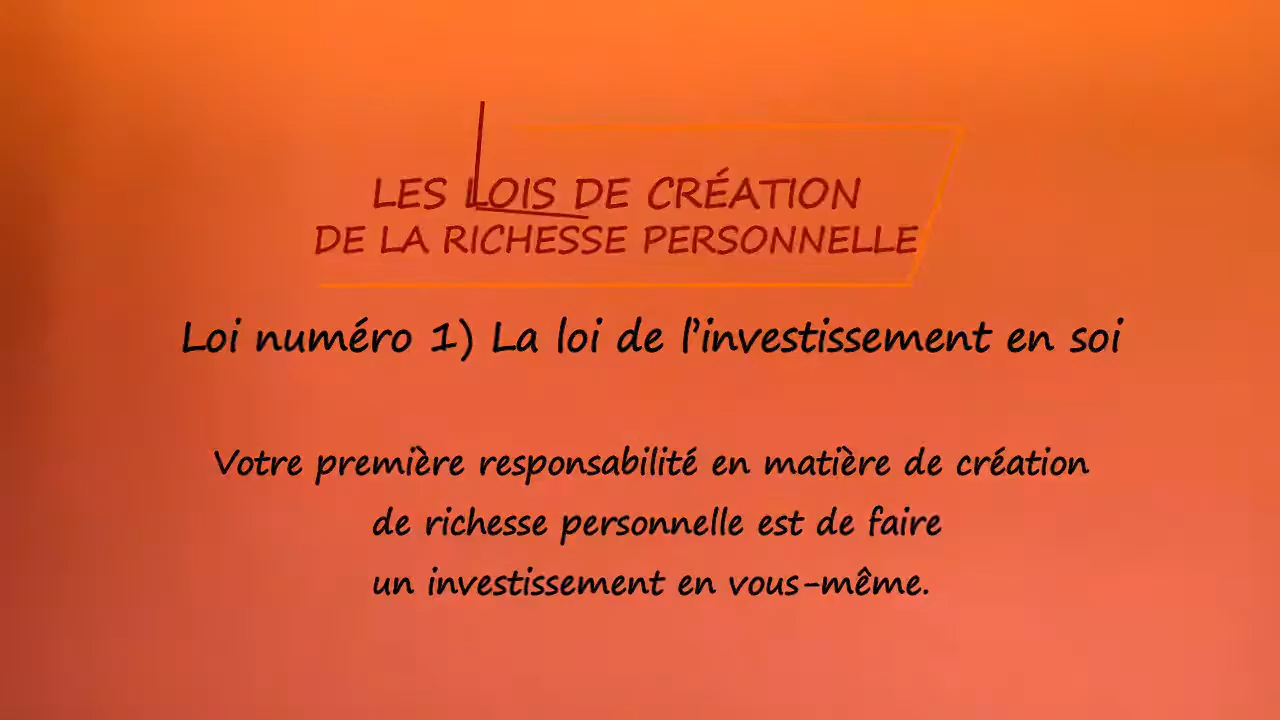 LES LOIS DE CRÉATION
DE LA RICHESSE PERSONNELLE
Loi numéro 1) La loi de l’investissement en soi
Votre première responsabilité en matière de création
de richesse personnelle est de faire
un investissement en vous-même.